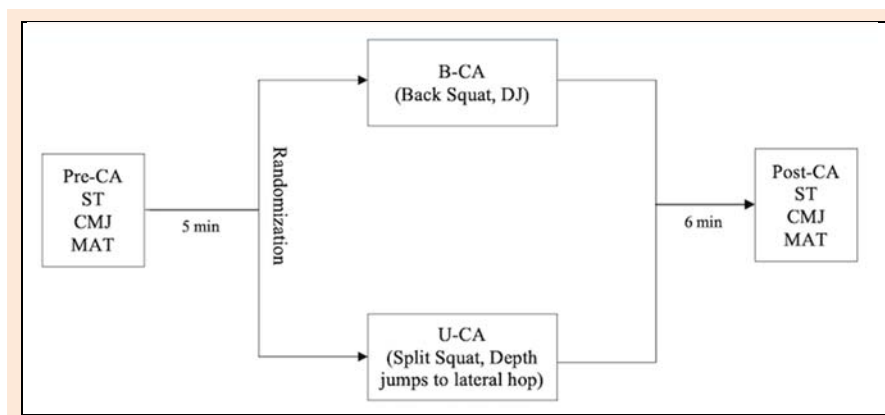 Pre-CA
ST
CMJ
MAT
5 min
Randomization
B-CA
(Back Squat, DJ)
U-CA
(Split Squat, Depth
jumps to lateral hop)
6 min
Post-CA
ST
CMJ
MAT